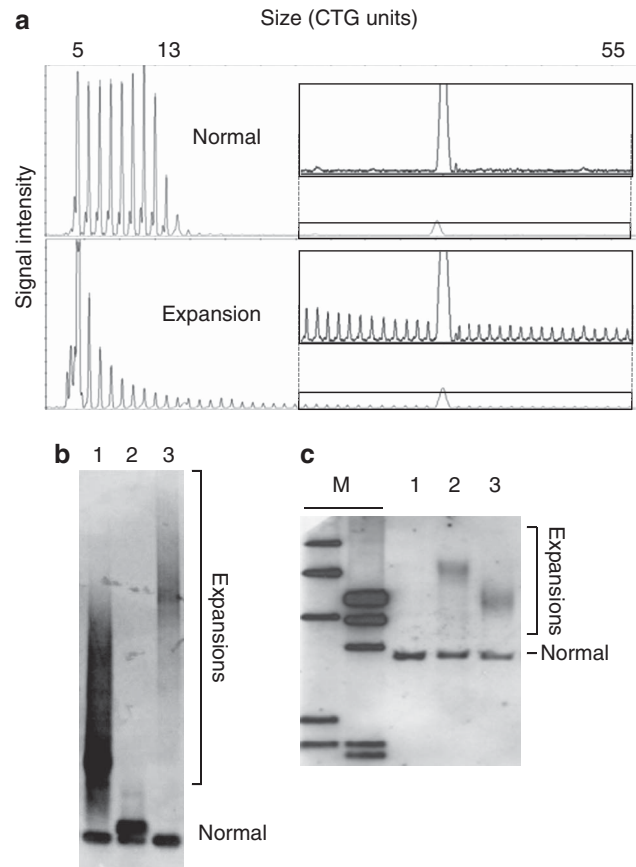 a
Size (CTG units)
5 13 55
Normal
Signal intensity
Expansion
b
1 2 3
Expansions
Normal
c
M 1 2 3
Expansions
Normal